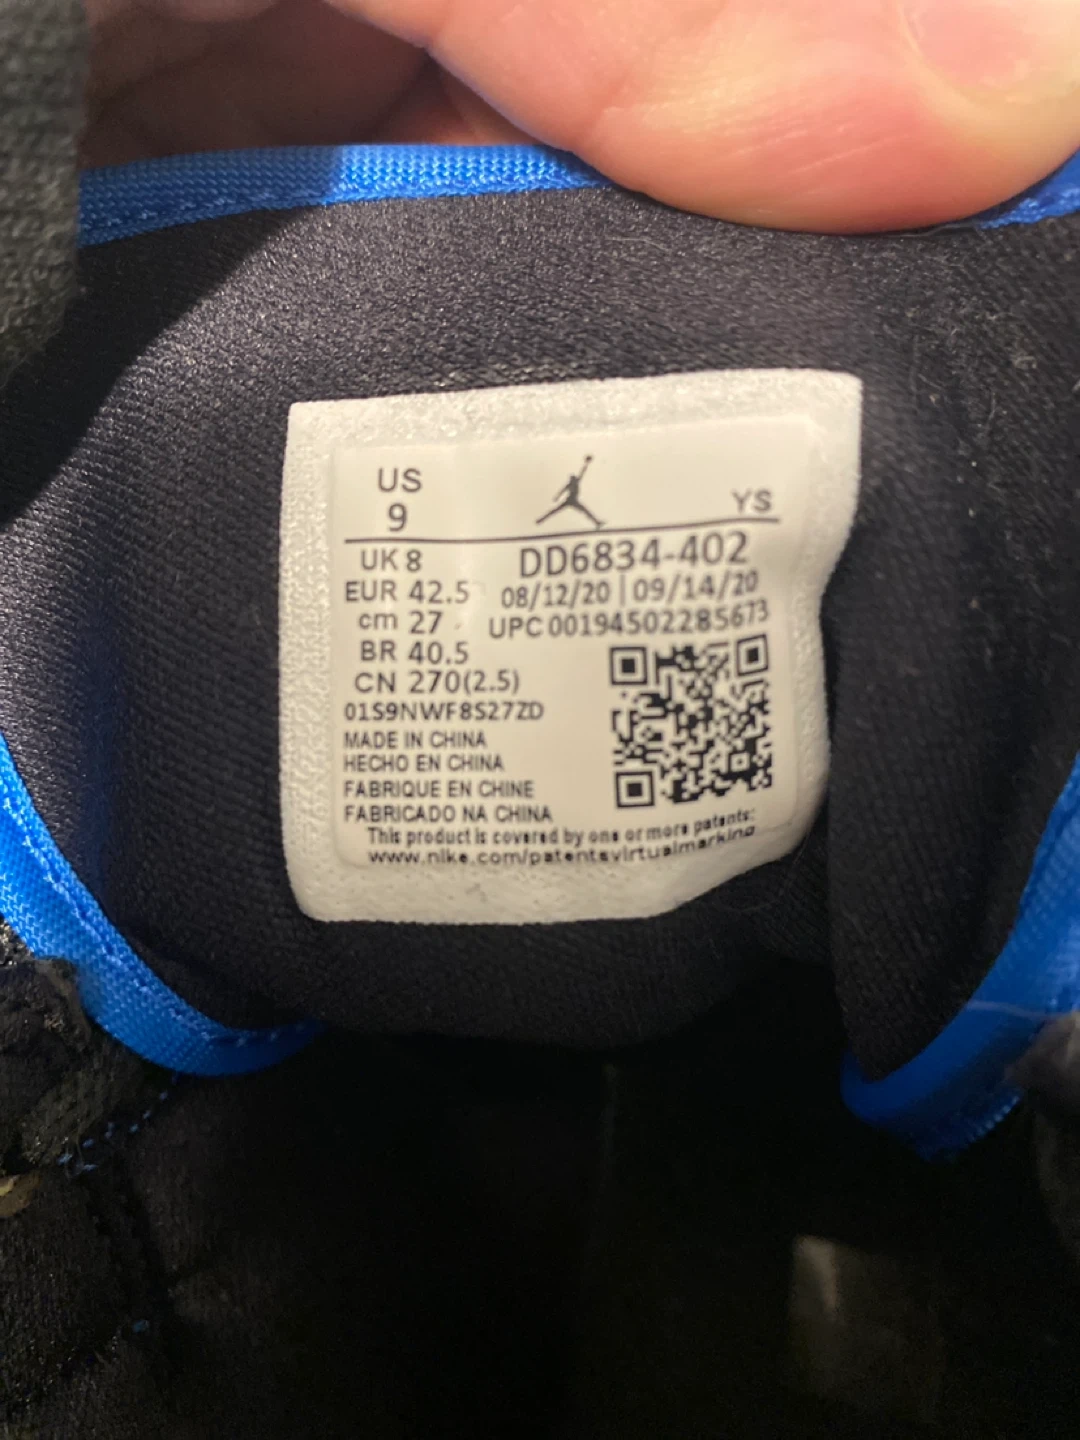 US
9
YS
UK 8
DD6834-402
EUR 42.5
08/12/20 | 09/14/20
cm 27
UPC 00194502285673
BR 40.5
CN 270(2.5)
01S9NWF8S27ZD
MADE IN CHINA
HECHO EN CHINA
FABRIQUE EN CHINE
FABRICADO NA CHINA
This product is covered by one or more patents:
www.nike.com/patentsvirtualmarking